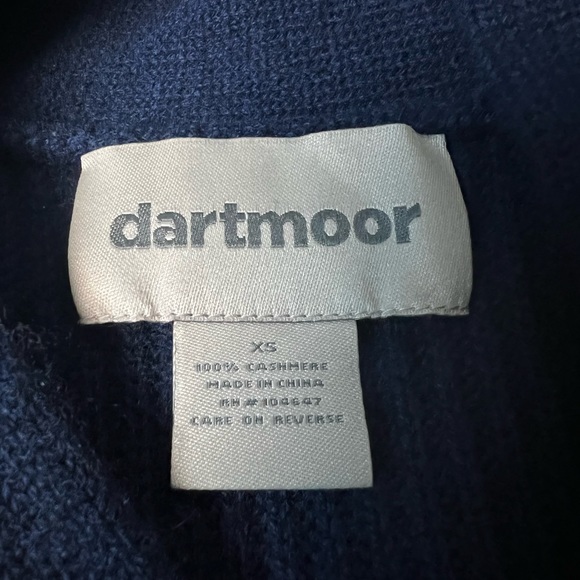 dartmoor
XS
100% CASHMERE
MADE IN CHINA
RN # 104647
CARE ON REVERSE